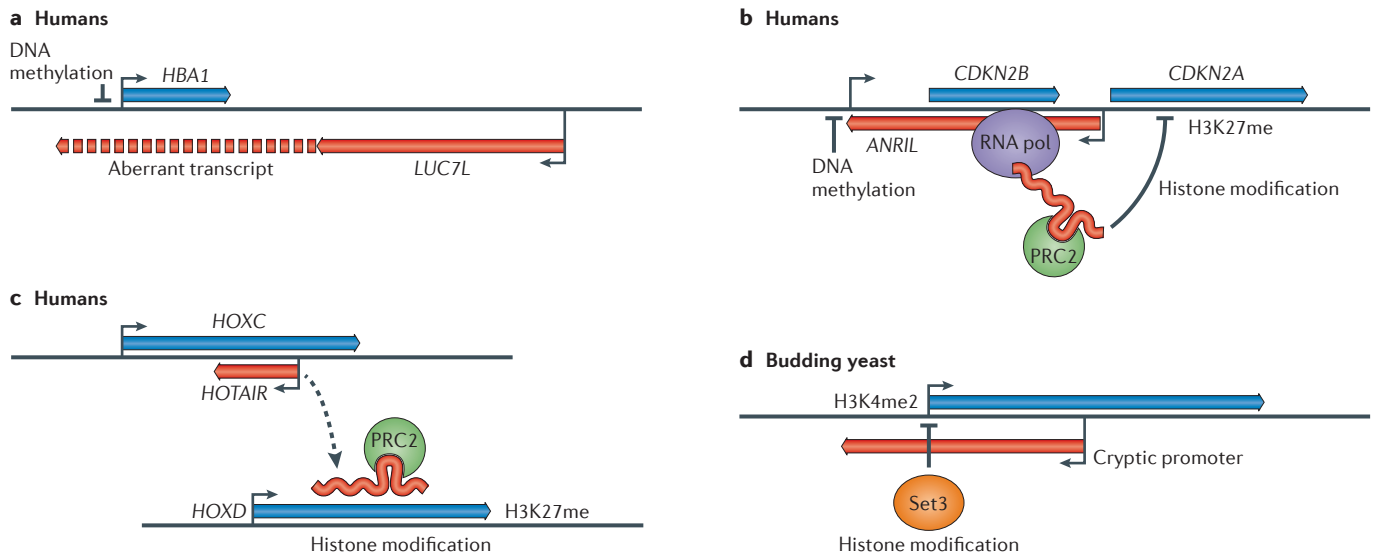 a Humans
DNA
methylation
HBA1
Aberrant transcript
LUC7L
b Humans
CDKN2B
CDKN2A
ANRIL
RNA pol
H3K27me
DNA
methylation
Histone modification
PRC2
c Humans
HOXC
HOTAIR
PRC2
HOXD
H3K27me
Histone modification
d Budding yeast
H3K4me2
Cryptic promoter
Set3
Histone modification